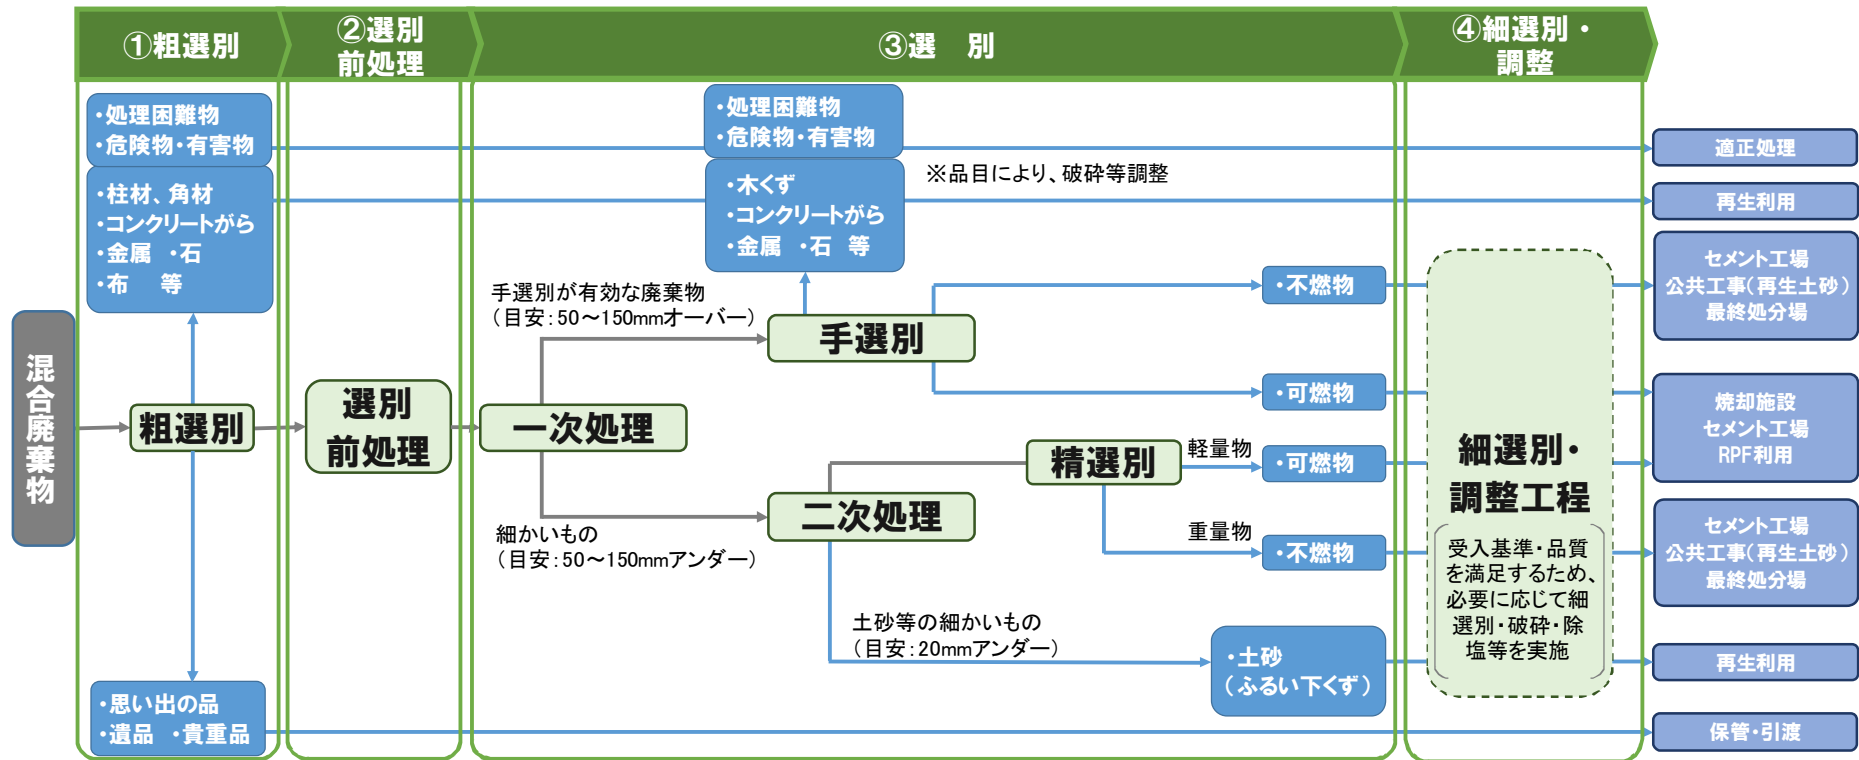 ①粗選別
②選別
前処理
③選　別
④細選別・
調整
・処理困難物
・危険物・有害物
・柱材、角材
・コンクリートがら
・金属　・石
・布　　等
混合廃棄物
粗選別
・思い出の品
・遺品　・貴重品
選別
前処理
一次処理
手選別が有効な廃棄物
（目安：50～150mmオーバー）
細かいもの
（目安：50～150mmアンダー）
・処理困難物
・危険物・有害物
・木くず
・コンクリートがら
・金属　・石　等
※品目により、破砕等調整
手選別
二次処理
精選別
軽量物
重量物
土砂等の細かいもの
（目安：20mmアンダー）
・不燃物
・可燃物
・可燃物
・不燃物
・土砂
（ふるい下くず）
細選別・
調整工程
受入基準・品質
を満足するため、
必要に応じて細
選別・破砕・除
塩等を実施
適正処理
再生利用
セメント工場
公共工事（再生土砂）
最終処分場
焼却施設
セメント工場
RPF利用
セメント工場
公共工事（再生土砂）
最終処分場
再生利用
保管・引渡